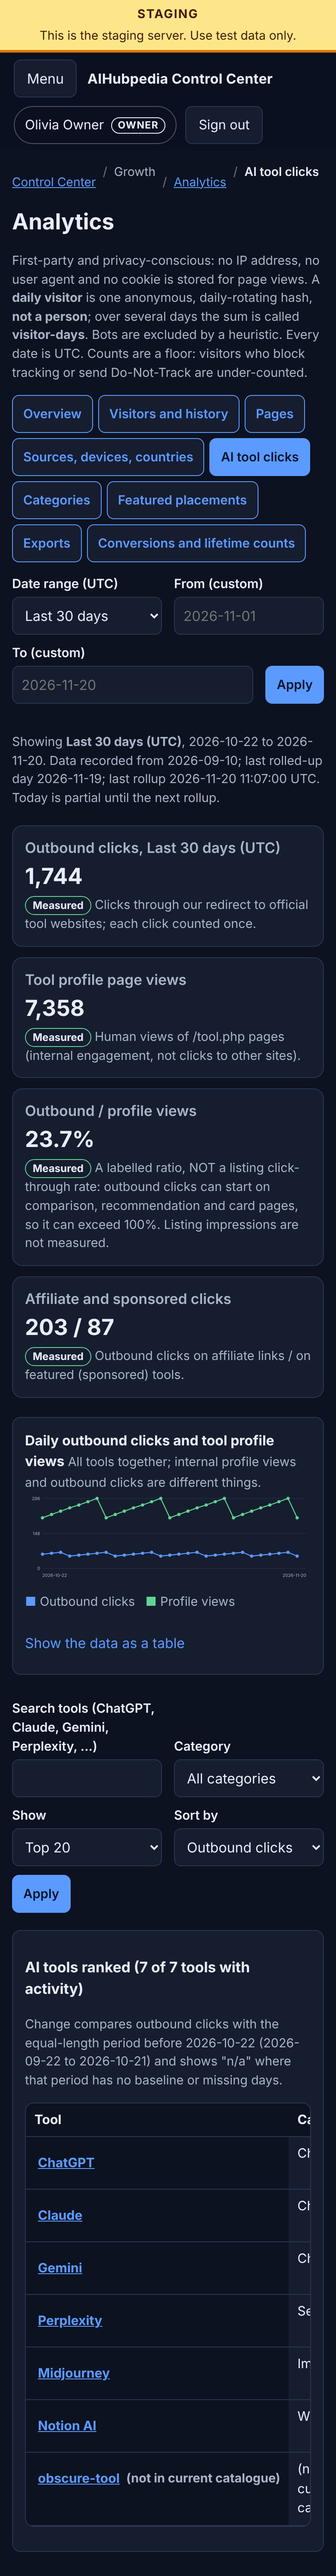 STAGING
This is the staging server. Use test data only.
Menu
AIHubpedia Control Center
Olivia Owner OWNER
Sign out
Control Center / Growth / Analytics / AI tool clicks
Analytics
First-party and privacy-conscious: no IP address, no
user agent and no cookie is stored for page views. A
daily visitor is one anonymous, daily-rotating hash,
not a person; over several days the sum is called
visitor-days. Bots are excluded by a heuristic. Every
date is UTC. Counts are a floor: visitors who block
tracking or send Do-Not-Track are under-counted.
Overview
Visitors and history
Pages
Sources, devices, countries
AI tool clicks
Categories
Featured placements
Exports
Conversions and lifetime counts
Date range (UTC)
From (custom)
Last 30 days
2026-11-01
To (custom)
2026-11-20
Apply
Showing Last 30 days (UTC), 2026-10-22 to 2026-
11-20. Data recorded from 2026-09-10; last rolled-up
day 2026-11-19; last rollup 2026-11-20 11:07:00 UTC.
Today is partial until the next rollup.
Outbound clicks, Last 30 days (UTC)
1,744
Measured Clicks through our redirect to official
tool websites; each click counted once.
Tool profile page views
7,358
Measured Human views of /tool.php pages
(internal engagement, not clicks to other sites).
Outbound / profile views
23.7%
Measured A labelled ratio, NOT a listing click-
through rate: outbound clicks can start on
comparison, recommendation and card pages,
so it can exceed 100%. Listing impressions are
not measured.
Affiliate and sponsored clicks
203 / 87
Measured Outbound clicks on affiliate links / on
featured (sponsored) tools.
Daily outbound clicks and tool profile
views All tools together; internal profile views
and outbound clicks are different things.
148
0
2026-10-22
2026-11-20
Outbound clicks
Profile views
Show the data as a table
Search tools (ChatGPT,
Claude, Gemini,
Perplexity, ...)
Category
All categories
Show
Sort by
Top 20
Outbound clicks
Apply
AI tools ranked (7 of 7 tools with
activity)
Change compares outbound clicks with the
equal-length period before 2026-10-22 (2026-
09-22 to 2026-10-21) and shows "n/a" where
that period has no baseline or missing days.
Tool
Ca
ChatGPT
Ch
Claude
Ch
Gemini
Ch
Perplexity
Se
Midjourney
Im
Notion AI
W
obscure-tool (not in current catalogue)
(n
cu
ca